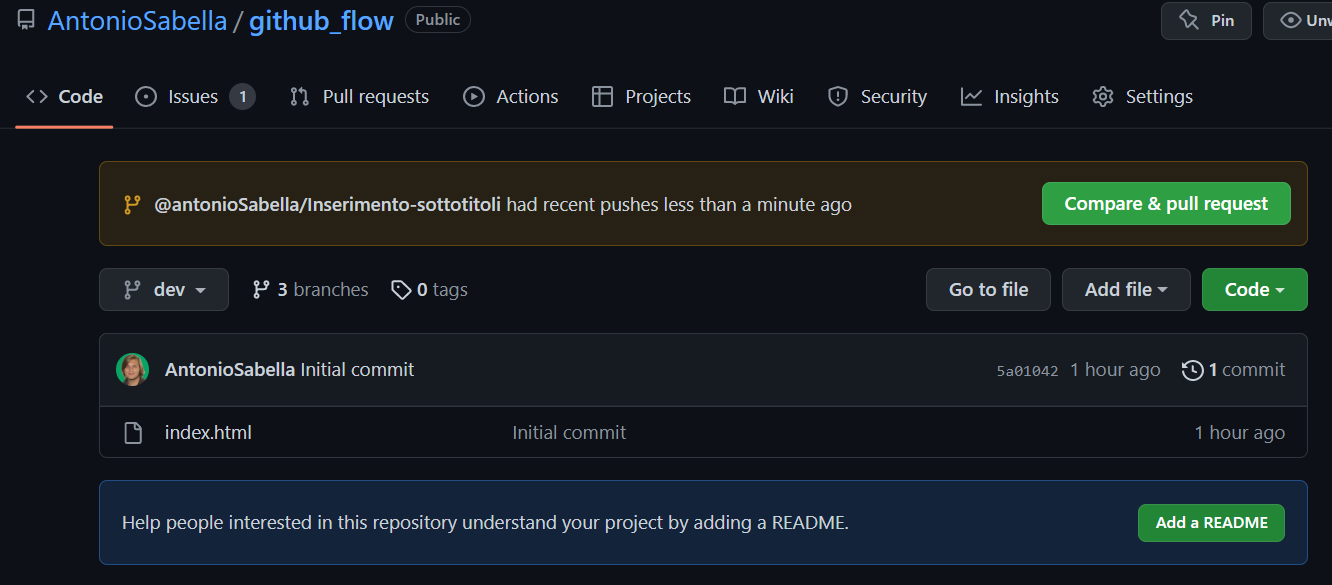 AntonioSabella / github_flow Public Pin
Code Issues 1 Pull requests Actions Projects Wiki Security Insights Settings
@antonioSabella/Inserimento-sottotitoli had recent pushes less than a minute ago Compare & pull request
dev 3 branches 0 tags Go to file Add file Code
AntonioSabella Initial commit 5a01042 1 hour ago 1 commit
index.html Initial commit 1 hour ago
Help people interested in this repository understand your project by adding a README. Add a README